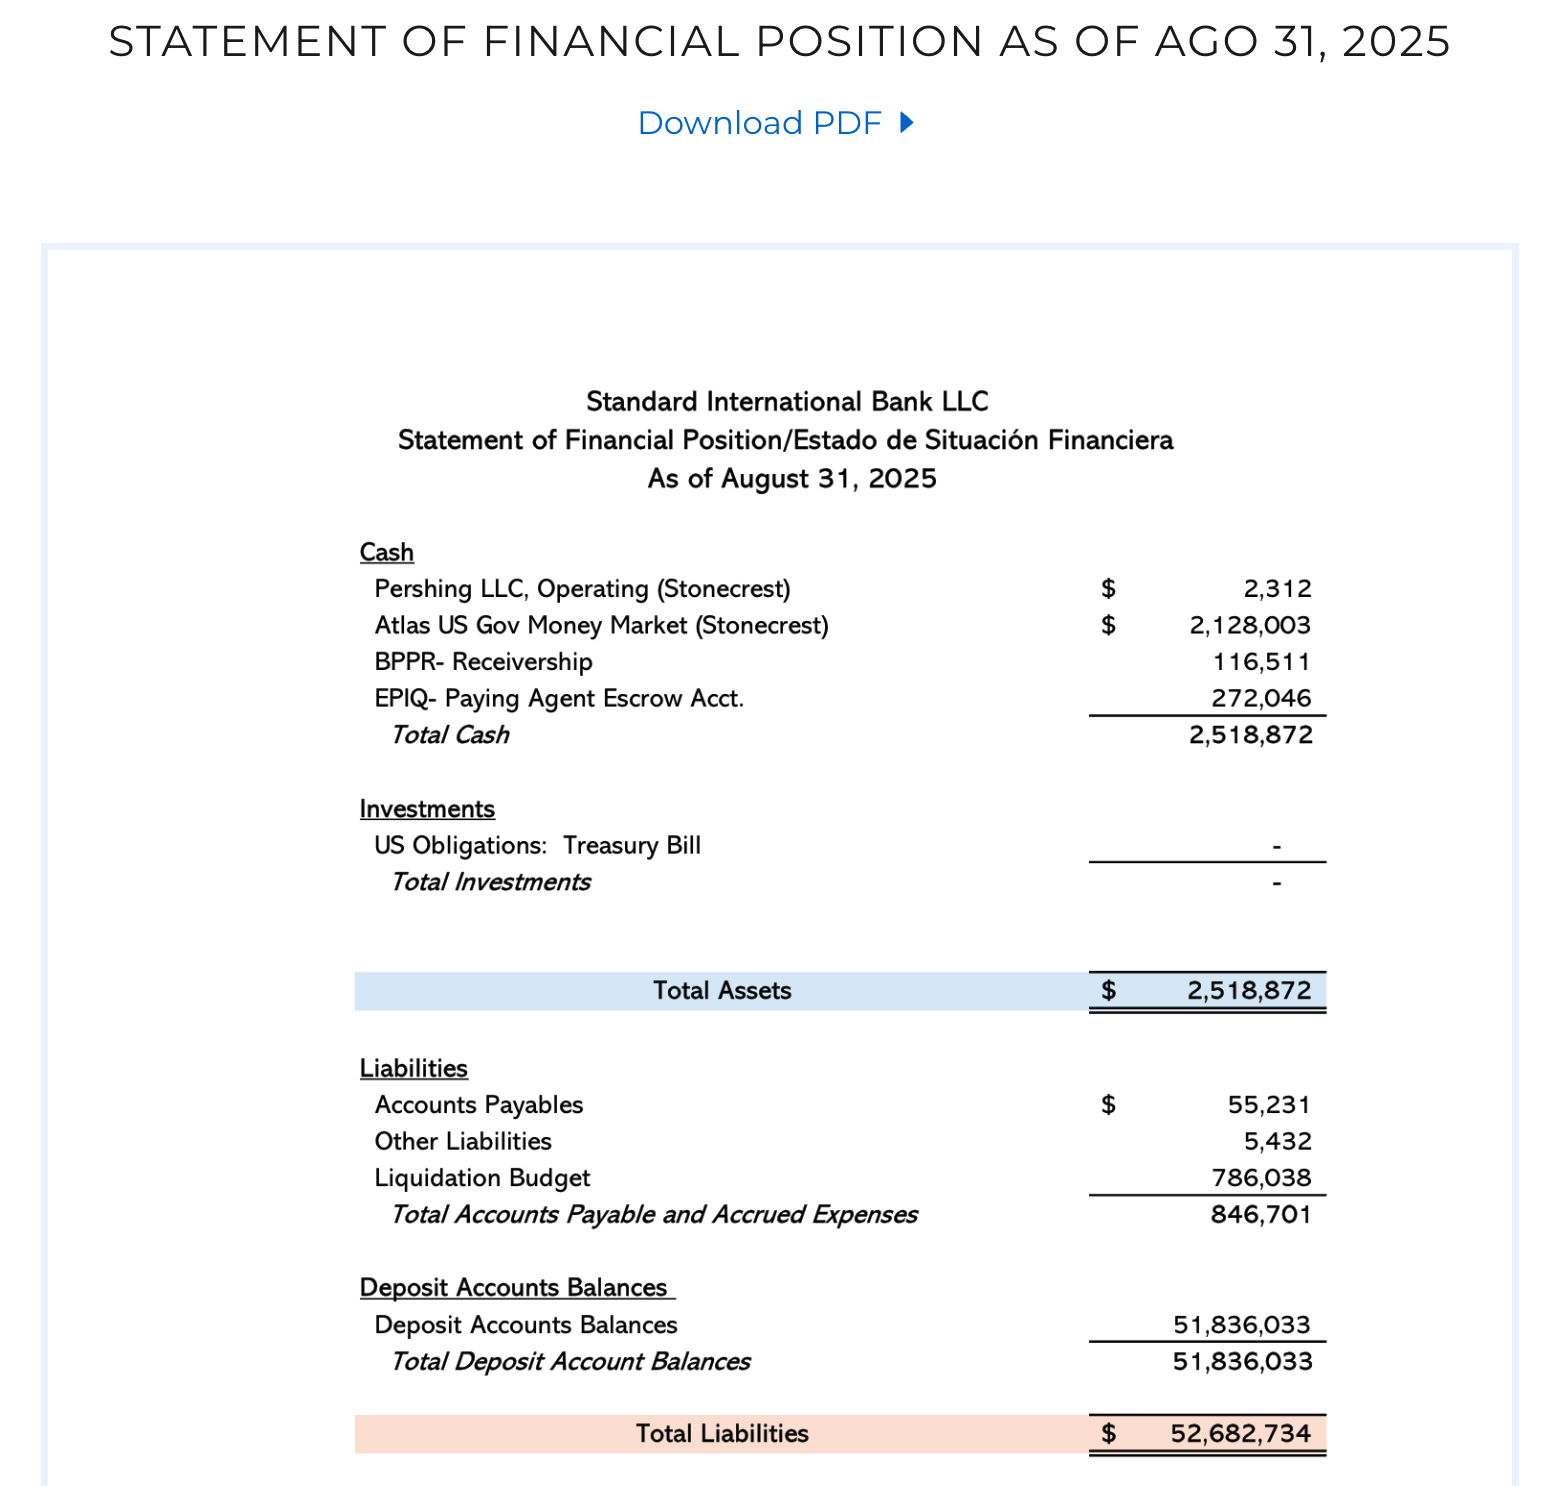 STATEMENT OF FINANCIAL POSITION AS OF AGO 31, 2025
Download PDF
Standard International Bank LLC
Statement of Financial Position/Estado de Situación Financiera
As of August 31, 2025
Cash
Pershing LLC, Operating (Stonecrest) $ 2,312
Atlas US Gov Money Market (Stonecrest) $ 2,128,003
BPPR- Receivership 116,511
EPIQ- Paying Agent Escrow Acct. 272,046
Total Cash 2,518,872
Investments
US Obligations: Treasury Bill -
Total Investments -
Total Assets $ 2,518,872
Liabilities
Accounts Payables $ 55,231
Other Liabilities 5,432
Liquidation Budget 786,038
Total Accounts Payable and Accrued Expenses 846,701
Deposit Accounts Balances
Deposit Accounts Balances 51,836,033
Total Deposit Account Balances 51,836,033
Total Liabilities $ 52,682,734